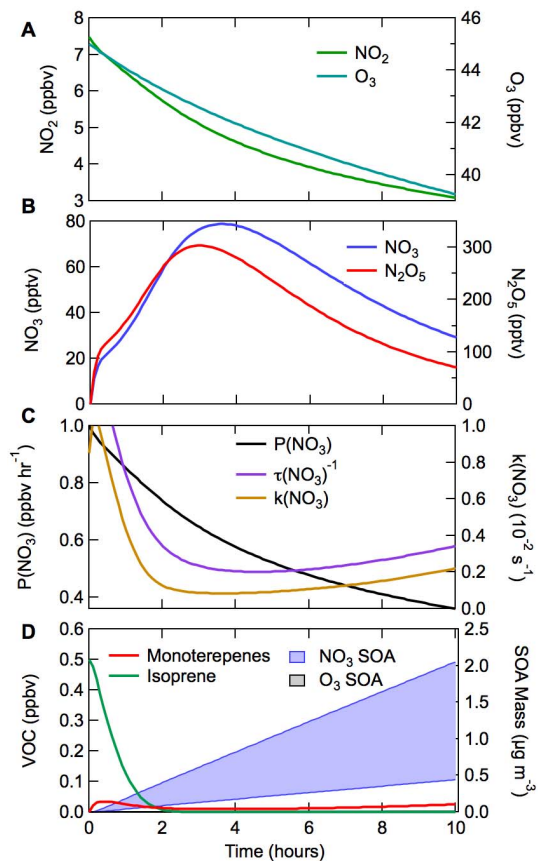 A
8
7
6
5
4
3
NO2 (ppbv)
NO2
O3
46
44
42
40
O3 (ppbv)
B
80
60
40
20
0
NO3 (pptv)
NO3
N2O5
300
200
100
0
N2O5 (pptv)
C
1.0
0.8
0.6
0.4
P(NO3) (ppbv hr-1)
P(NO3)
τ(NO3)-1
k(NO3)
1.0
0.8
0.6
0.4
0.2
0.0
k(NO3) (10-2 s-1)
D
0.6
0.5
0.4
0.3
0.2
0.1
0.0
VOC (ppbv)
Monoterepenes
Isoprene
NO3 SOA
O3 SOA
2.5
2.0
1.5
1.0
0.5
0.0
SOA Mass (µg m-3)
0 2 4 6 8 10
Time (hours)